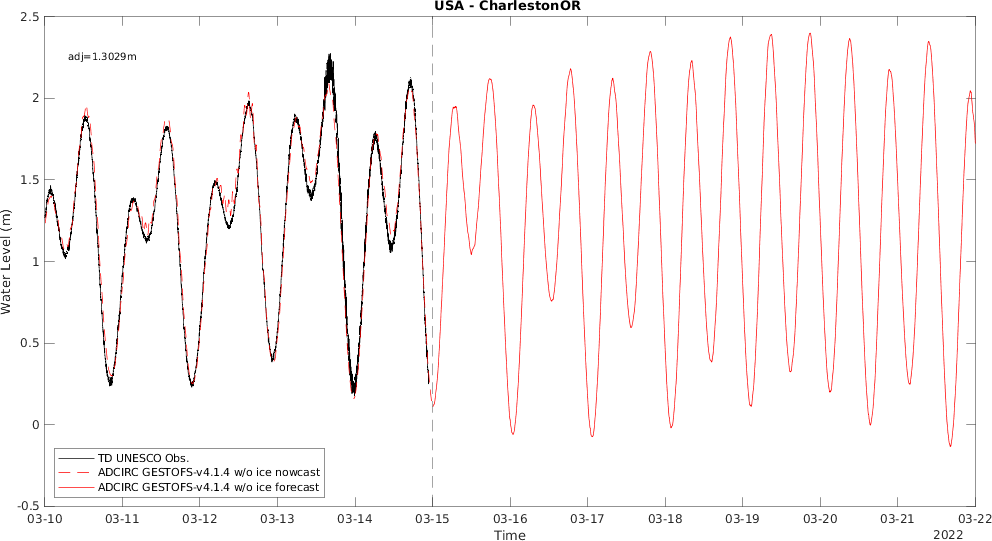 USA - CharlestonOR
2.5
adj=1.3029m
2
1.5
1
0.5
0
-0.5
Water Level (m)
TD UNESCO Obs.
ADCIRC GESTOFS-v4.1.4 w/o ice nowcast
ADCIRC GESTOFS-v4.1.4 w/o ice forecast
03-10 03-11 03-12 03-13 03-14 03-15 03-16 03-17 03-18 03-19 03-20 03-21 03-22
Time
2022